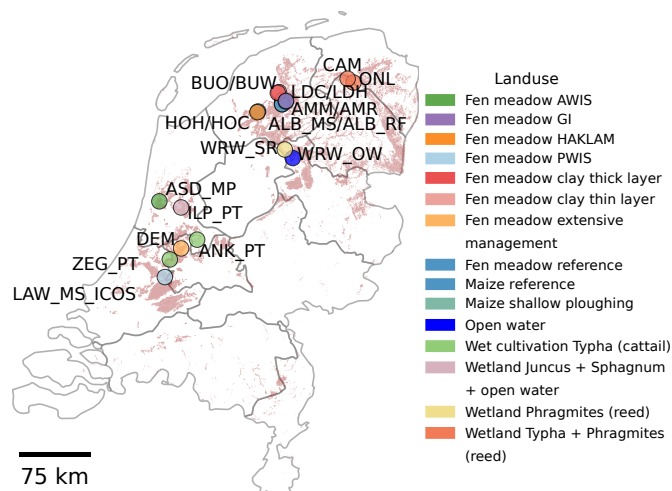 CAM
ONL
BUO/BUW
LDC/LDH
AMM/AMR
HOH/HOC
ALB_MS/ALB_RF
WRW_SR
WRW_OW
ASD_MP
ILP_PT
DEM
ANK_PT
ZEG_PT
LAW_MS_ICOS
75 km
Landuse
Fen meadow AWIS
Fen meadow GI
Fen meadow HAKLAM
Fen meadow PWIS
Fen meadow clay thick layer
Fen meadow clay thin layer
Fen meadow extensive
management
Fen meadow reference
Maize reference
Maize shallow ploughing
Open water
Wet cultivation Typha (cattail)
Wetland Juncus + Sphagnum
+ open water
Wetland Phragmites (reed)
Wetland Typha + Phragmites
(reed)